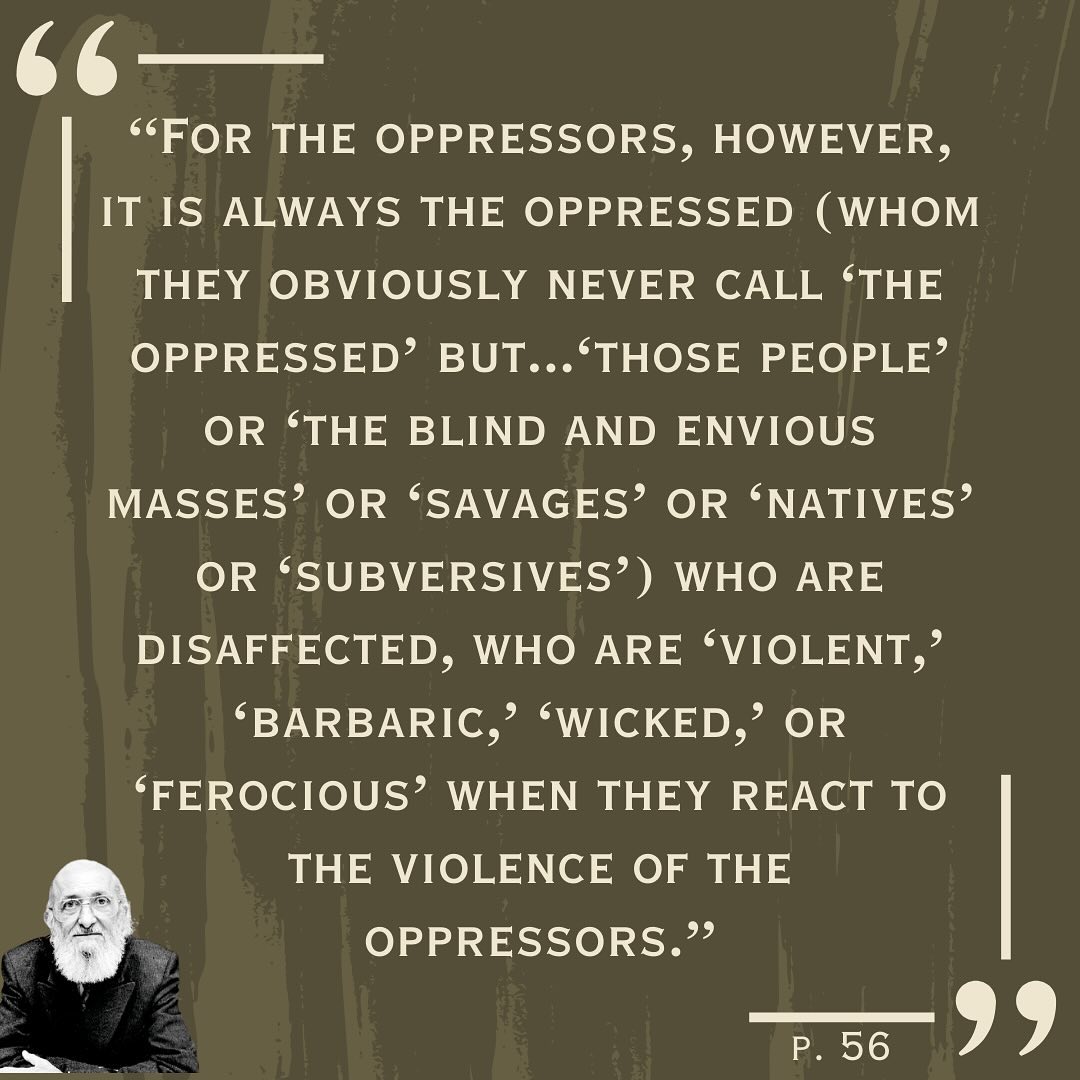 “For the oppressors, however,
it is always the oppressed (whom
they obviously never call ‘the
oppressed’ but...‘those people’
or ‘the blind and envious
masses’ or ‘savages’ or ‘natives’
or ‘subversives’) who are
disaffected, who are ‘violent,’
‘barbaric,’ ‘wicked,’ or
‘ferocious’ when they react to
the violence of the
oppressors.”
p. 56